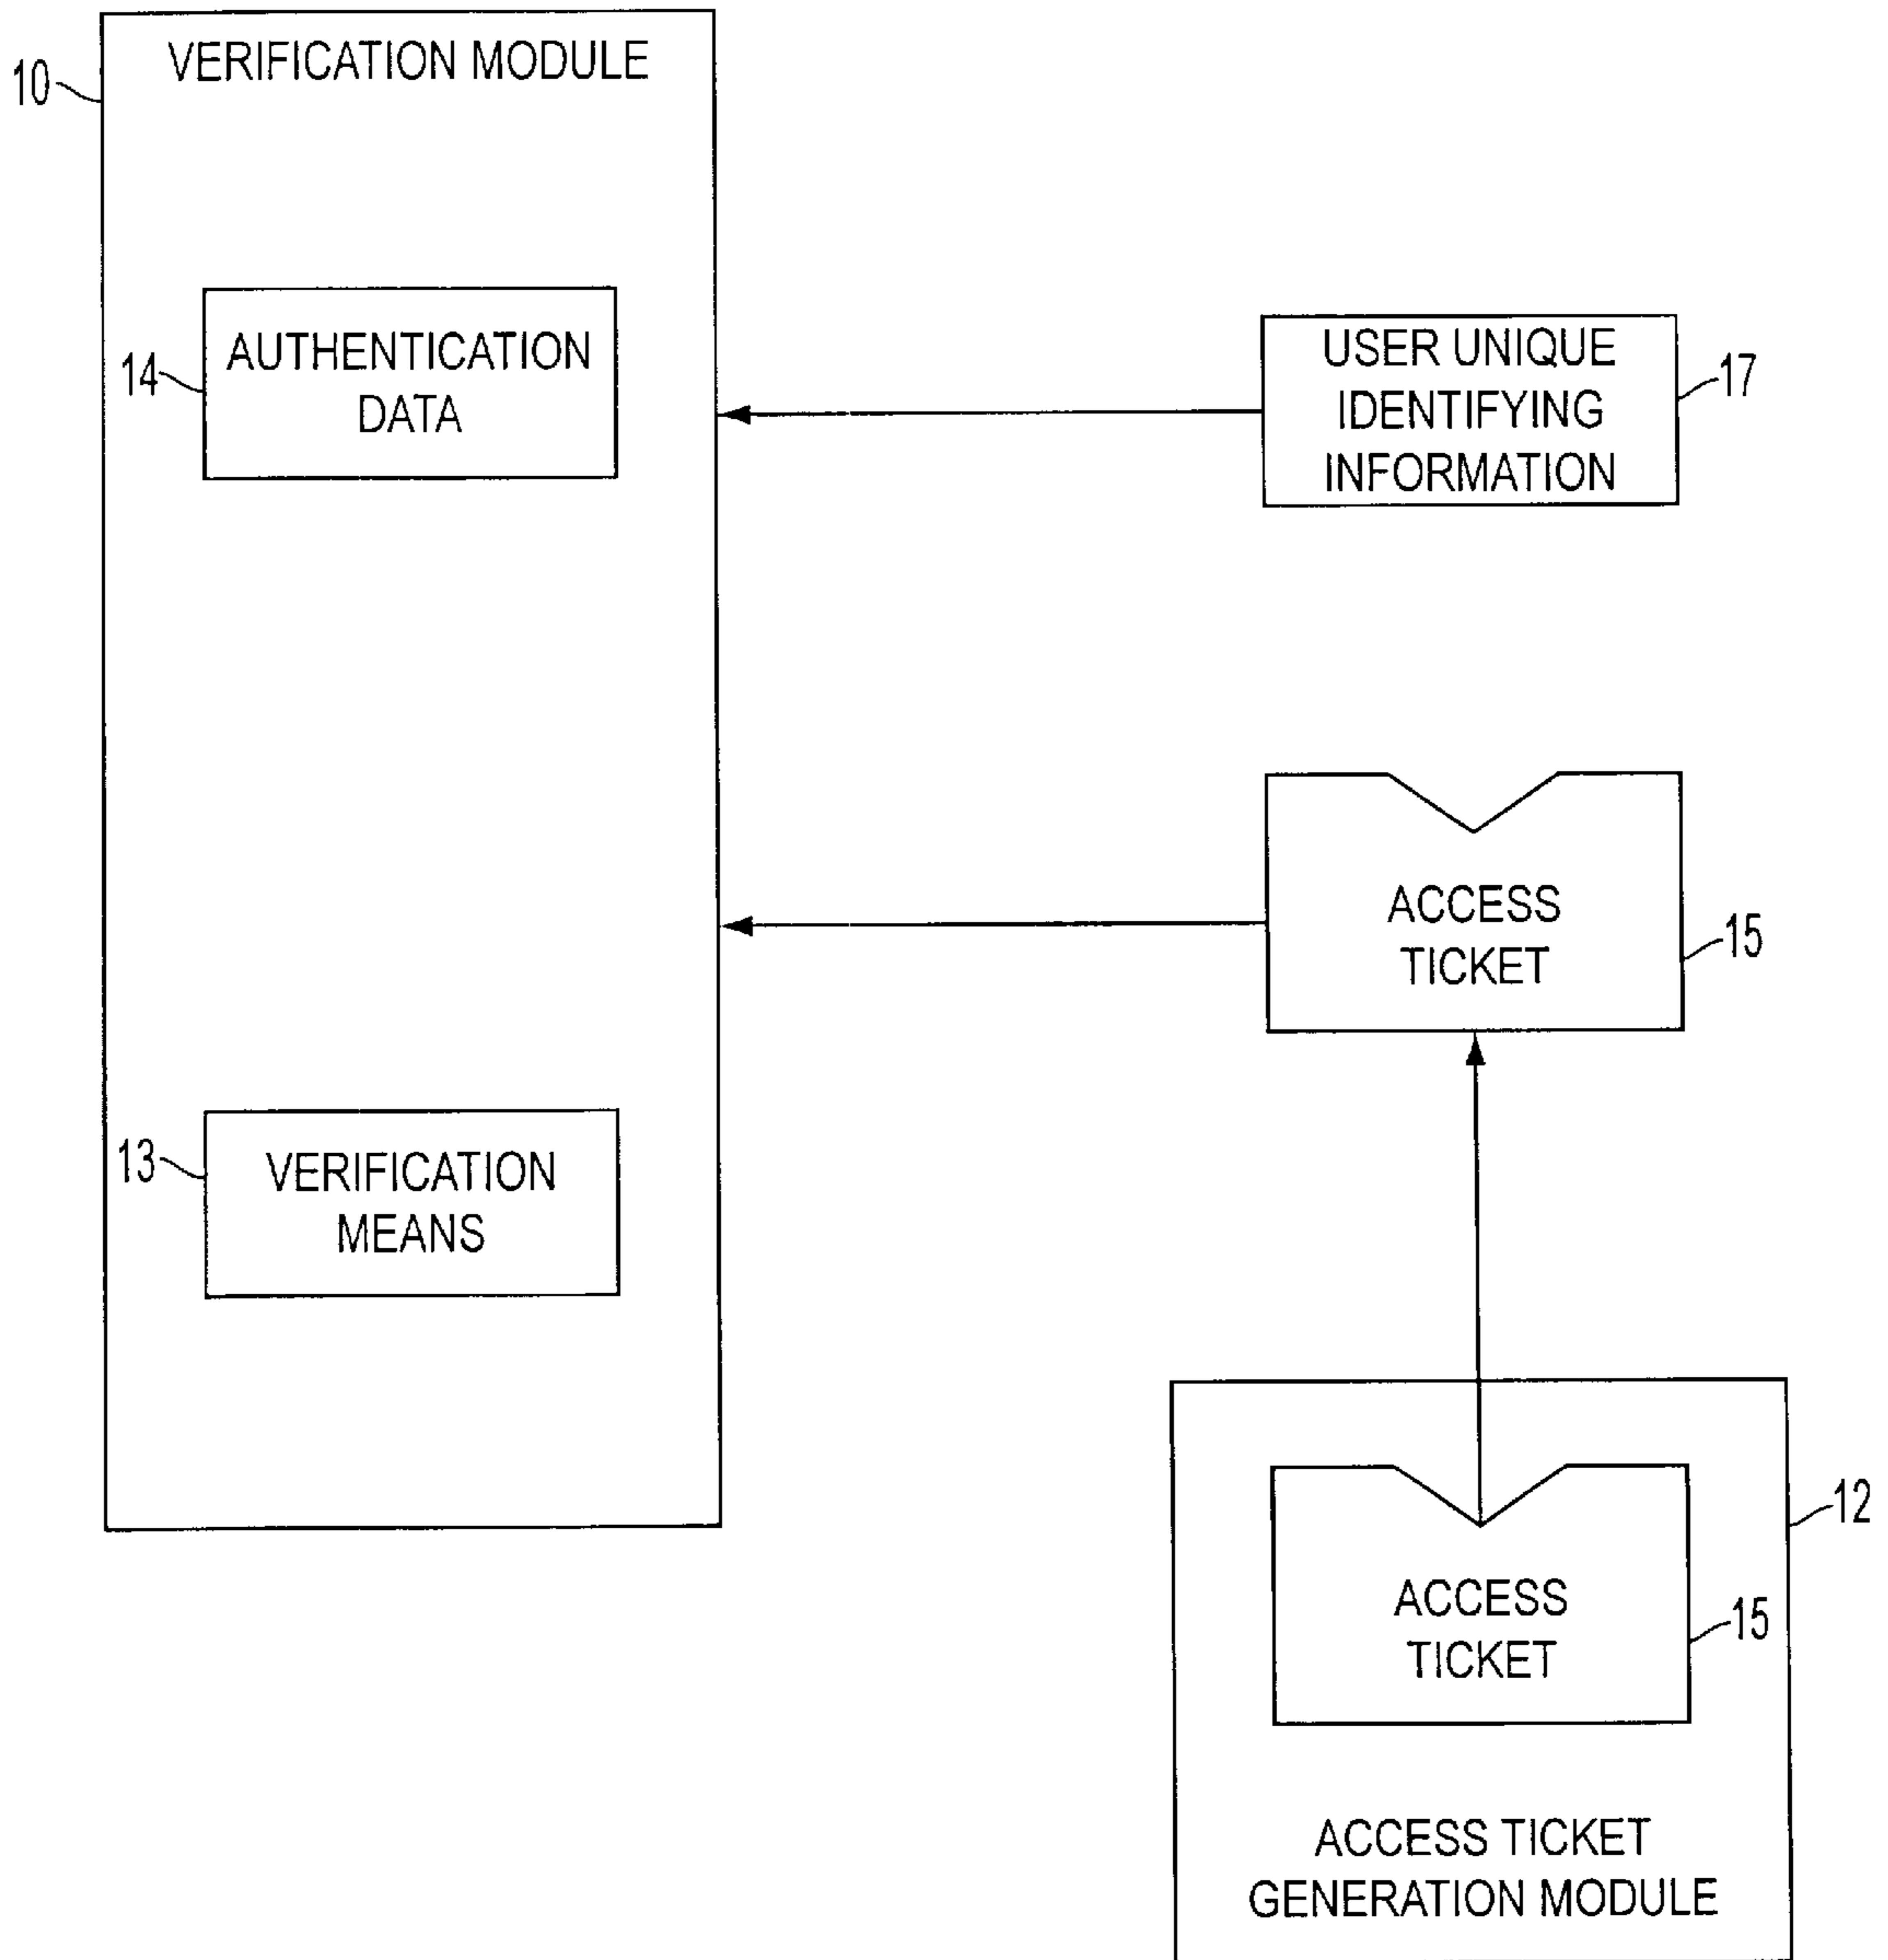 VERIFICATION MODULE
10
AUTHENTICATION
DATA
14
USER UNIQUE
IDENTIFYING
INFORMATION
17
ACCESS
TICKET
15
13
VERIFICATION
MEANS
12
ACCESS
TICKET
15
ACCESS TICKET
GENERATION MODULE